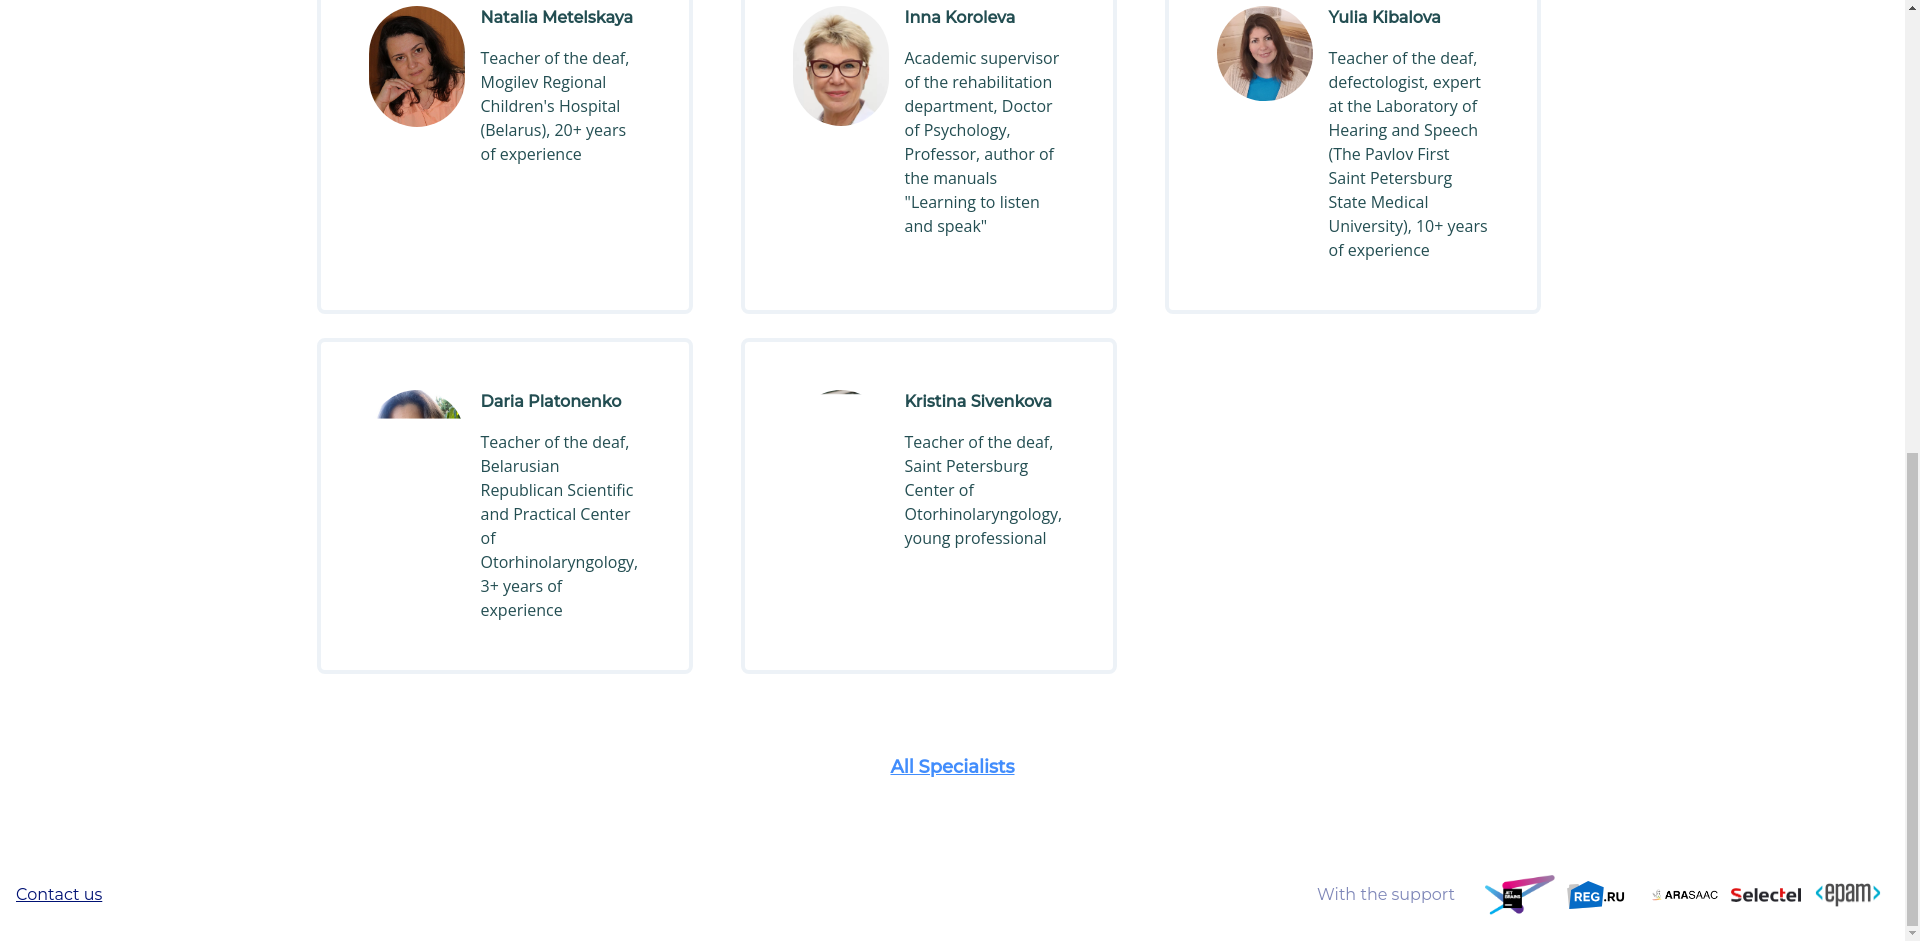 Natalia Metelskaya
Teacher of the deaf,
Mogilev Regional
Children's Hospital
(Belarus), 20+ years
of experience
Inna Koroleva
Academic supervisor
of the rehabilitation
department, Doctor
of Psychology,
Professor, author of
the manuals
"Learning to listen
and speak"
Yulia Kibalova
Teacher of the deaf,
defectologist, expert
at the Laboratory of
Hearing and Speech
(The Pavlov First
Saint Petersburg
State Medical
University), 10+ years
of experience
Daria Platonenko
Teacher of the deaf,
Belarusian
Republican Scientific
and Practical Center
of
Otorhinolaryngology,
3+ years of
experience
Kristina Sivenkova
Teacher of the deaf,
Saint Petersburg
Center of
Otorhinolaryngology,
young professional
All Specialists
Contact us
With the support
JET
BRAINS
REG.RU
ARASAAC
Selectel
<epam>